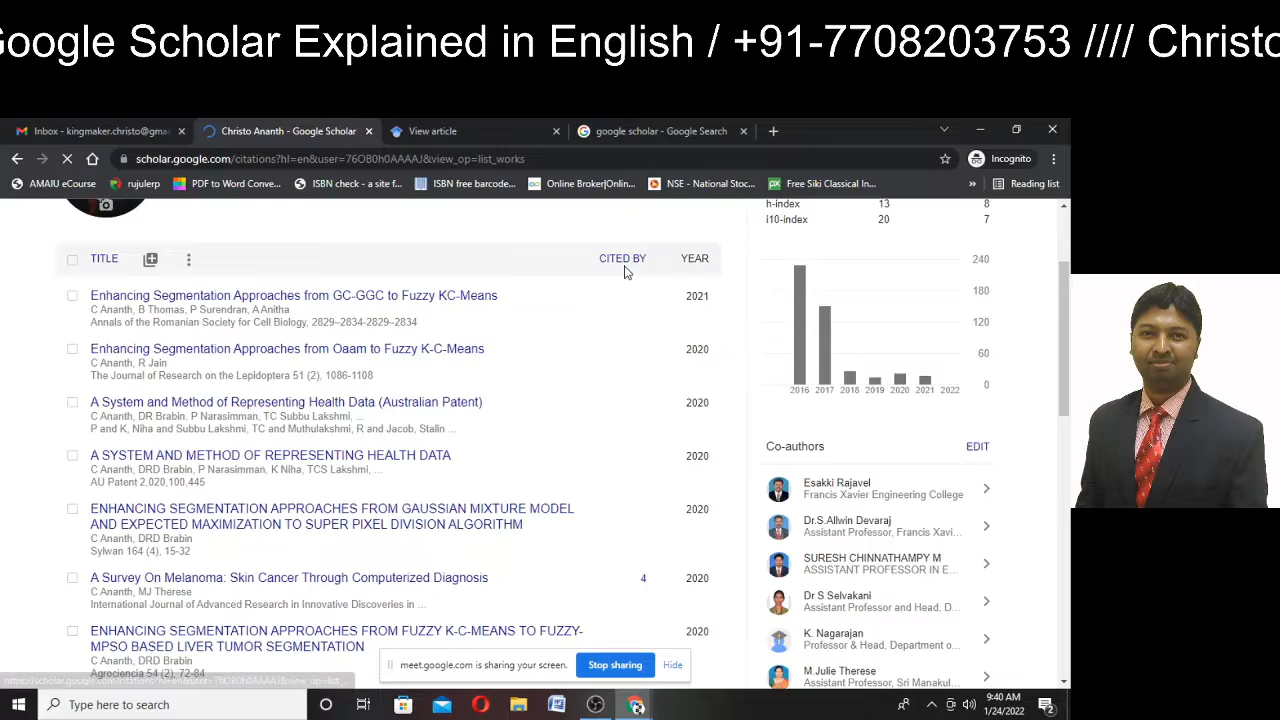 Google Scholar Explained in English / +91-7708203753 //// Christo
Inbox - kingmaker.christo@gma
Christo Ananth - Google Scholar
View article
google scholar - Google Search
scholar.google.com/citations?hl=en&user=76OB0h0AAAAJ&view_op=list_works
Incognito
AMAIU eCourse
rujulerp
PDF to Word Conve...
ISBN check - a site f...
ISBN free barcode...
Online Broker|Onlin...
NSE - National Stoc...
Free Siki Classical In...
Reading list
h-index 13 8
i10-index 20 7
TITLE
CITED BY
YEAR
Enhancing Segmentation Approaches from GC-GGC to Fuzzy KC-Means
2021
C Ananth, B Thomas, P Surendran, A Anitha
Annals of the Romanian Society for Cell Biology, 2829–2834-2829–2834
Enhancing Segmentation Approaches from Oaam to Fuzzy K-C-Means
2020
C Ananth, R Jain
The Journal of Research on the Lepidoptera 51 (2), 1086-1108
A System and Method of Representing Health Data (Australian Patent)
2020
C Ananth, DR Brabin, P Narasimman, TC Subbu Lakshmi, ...
P and K, Niha and Subbu Lakshmi, TC and Muthulakshmi, R and Jacob, Stalin ...
A SYSTEM AND METHOD OF REPRESENTING HEALTH DATA
2020
C Ananth, DRD Brabin, P Narasimman, K Niha, TCS Lakshmi, ...
AU Patent 2,020,100,445
ENHANCING SEGMENTATION APPROACHES FROM GAUSSIAN MIXTURE MODEL
2020
AND EXPECTED MAXIMIZATION TO SUPER PIXEL DIVISION ALGORITHM
C Ananth, DRD Brabin
Sylwan 164 (4), 15-32
A Survey On Melanoma: Skin Cancer Through Computerized Diagnosis
4
2020
C Ananth, MJ Therese
International Journal of Advanced Research in Innovative Discoveries in ...
ENHANCING SEGMENTATION APPROACHES FROM FUZZY K-C-MEANS TO FUZZY-
2020
MPSO BASED LIVER TUMOR SEGMENTATION
C Ananth, DRD Brabin
Agrociencia 54 (2), 72-84
240
180
120
60
0
2016 2017 2018 2019 2020 2021 2022
Co-authors
EDIT
Esakki Rajavel
Francis Xavier Engineering College
Dr.S.Allwin Devaraj
Assistant Professor, Francis Xavi...
SURESH CHINNATHAMPY M
ASSISTANT PROFESSOR IN E...
Dr S Selvakani
Assistant Professor and Head, D...
K. Nagarajan
Professor & Head, Department o...
M.Julie Therese
Assistant Professor, Sri Manakul...
meet.google.com is sharing your screen.
Stop sharing
Hide
https://scholar.google.com/citations?hl=en&user=76OB0h0AAAAJ&view_op=list_...
Type here to search
9:40 AM
1/24/2022
2